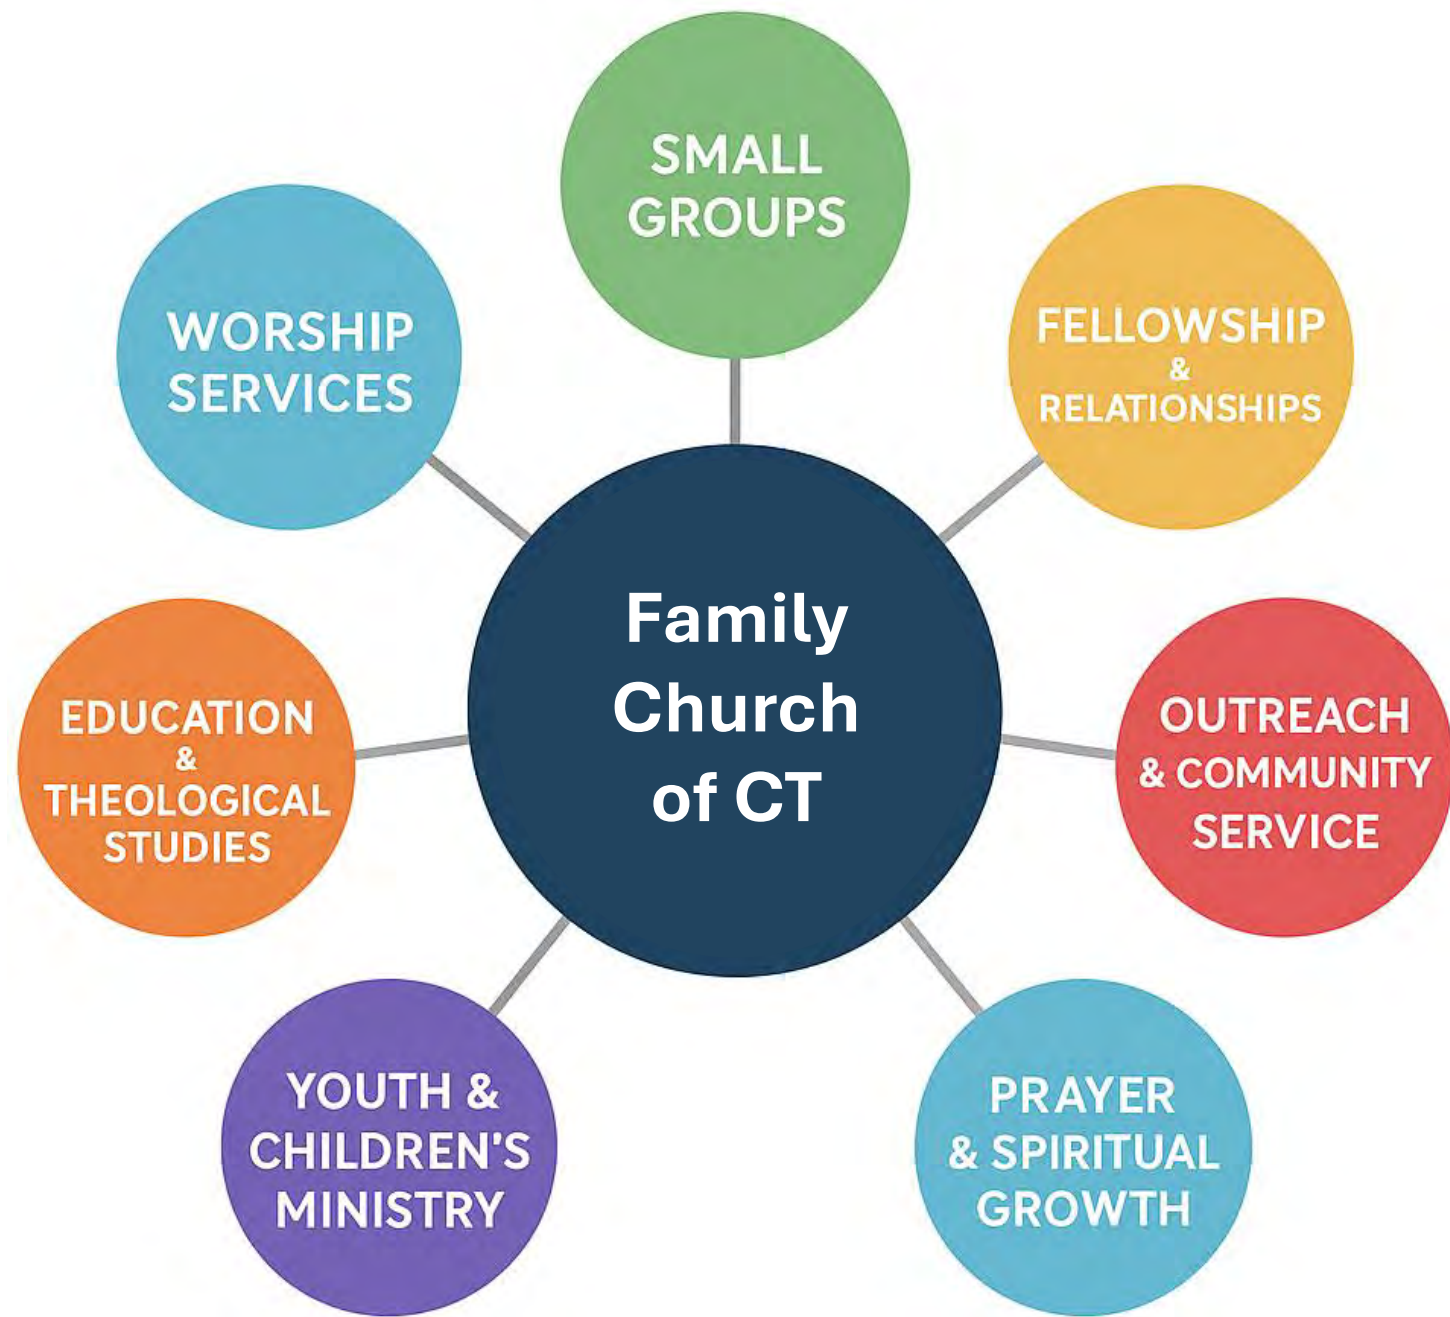 SMALL
GROUPS
WORSHIP
SERVICES
FELLOWSHIP
&
RELATIONSHIPS
Family
Church
of CT
EDUCATION
&
THEOLOGICAL
STUDIES
OUTREACH
& COMMUNITY
SERVICE
YOUTH &
CHILDREN'S
MINISTRY
PRAYER
& SPIRITUAL
GROWTH